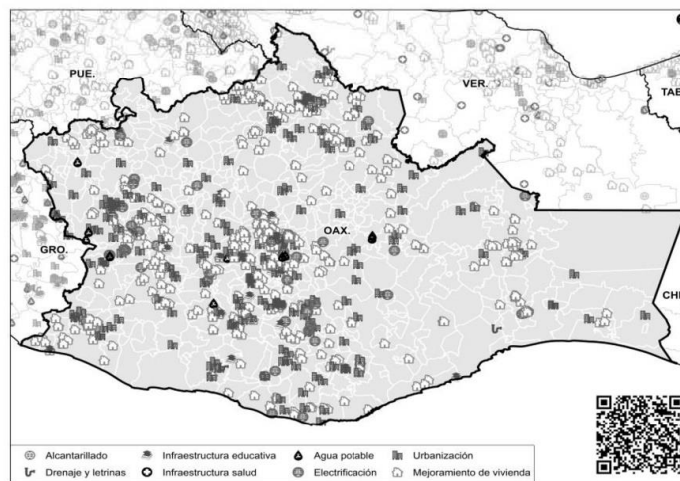 PUE.
VER.
TAB
OAX.
GRO.
CHI
Alcantarillado
Infraestructura educativa
Agua potable
Urbanización
Drenaje y letrinas
Infraestructura salud
Electrificación
Mejoramiento de vivienda